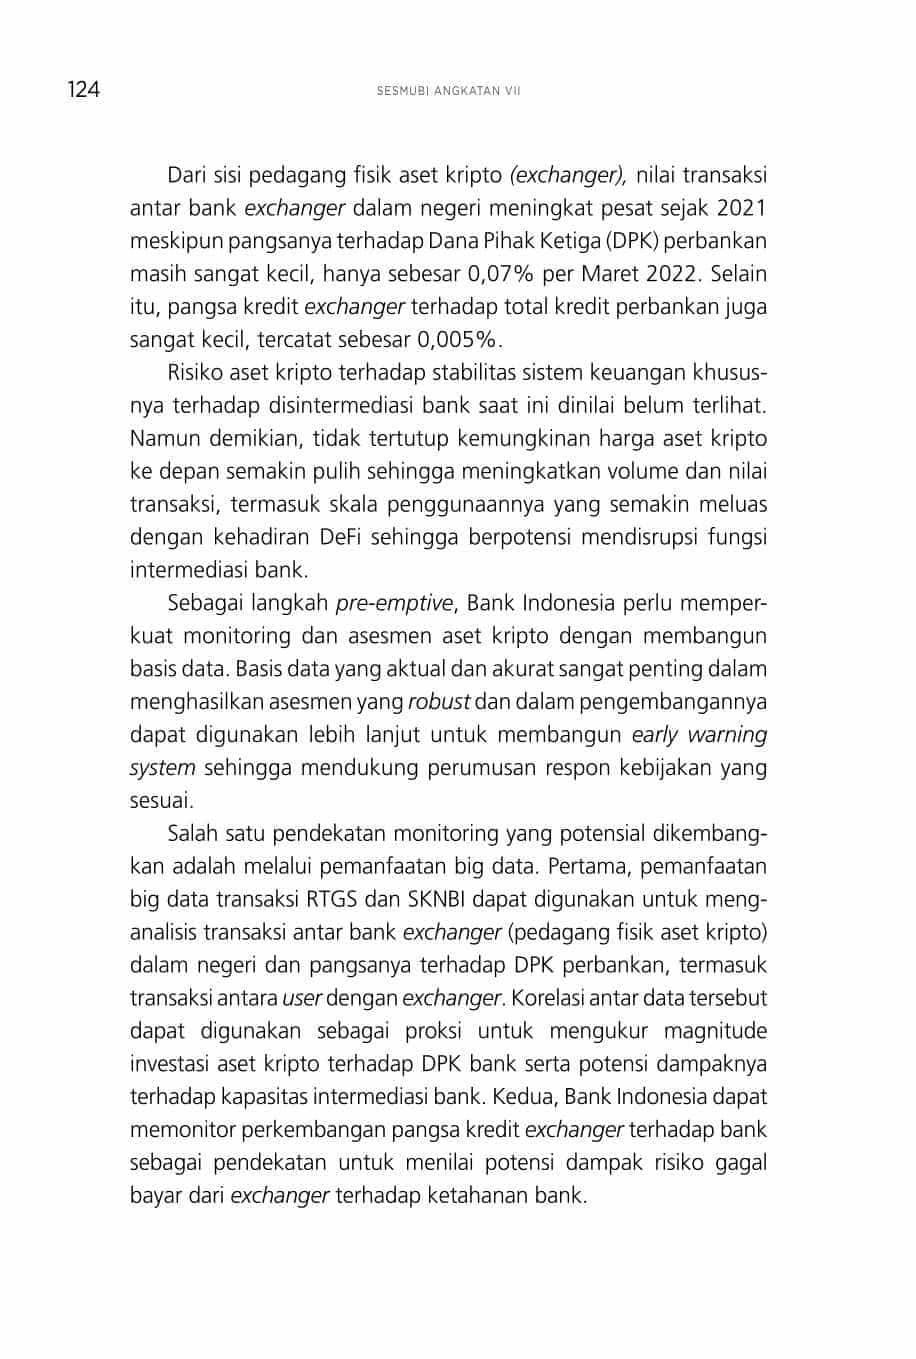 124
SESMUBI ANGKATAN VII
Dari sisi pedagang fisik aset kripto (exchanger), nilai transaksi
antar bank exchanger dalam negeri meningkat pesat sejak 2021
meskipun pangsanya terhadap Dana Pihak Ketiga (DPK) perbankan
masih sangat kecil, hanya sebesar 0,07% per Maret 2022. Selain
itu, pangsa kredit exchanger terhadap total kredit perbankan juga
sangat kecil, tercatat sebesar 0,005%.
Risiko aset kripto terhadap stabilitas sistem keuangan khusus-
nya terhadap disintermediasi bank saat ini dinilai belum terlihat.
Namun demikian, tidak tertutup kemungkinan harga aset kripto
ke depan semakin pulih sehingga meningkatkan volume dan nilai
transaksi, termasuk skala penggunaannya yang semakin meluas
dengan kehadiran DeFi sehingga berpotensi mendisrupsi fungsi
intermediasi bank.
Sebagai langkah pre-emptive, Bank Indonesia perlu memper-
kuat monitoring dan asesmen aset kripto dengan membangun
basis data. Basis data yang aktual dan akurat sangat penting dalam
menghasilkan asesmen yang robust dan dalam pengembangannya
dapat digunakan lebih lanjut untuk membangun early warning
system sehingga mendukung perumusan respon kebijakan yang
sesuai.
Salah satu pendekatan monitoring yang potensial dikembang-
kan adalah melalui pemanfaatan big data. Pertama, pemanfaatan
big data transaksi RTGS dan SKNBI dapat digunakan untuk meng-
analisis transaksi antar bank exchanger (pedagang fisik aset kripto)
dalam negeri dan pangsanya terhadap DPK perbankan, termasuk
transaksi antara user dengan exchanger. Korelasi antar data tersebut
dapat digunakan sebagai proksi untuk mengukur magnitude
investasi aset kripto terhadap DPK bank serta potensi dampaknya
terhadap kapasitas intermediasi bank. Kedua, Bank Indonesia dapat
memonitor perkembangan pangsa kredit exchanger terhadap bank
sebagai pendekatan untuk menilai potensi dampak risiko gagal
bayar dari exchanger terhadap ketahanan bank.